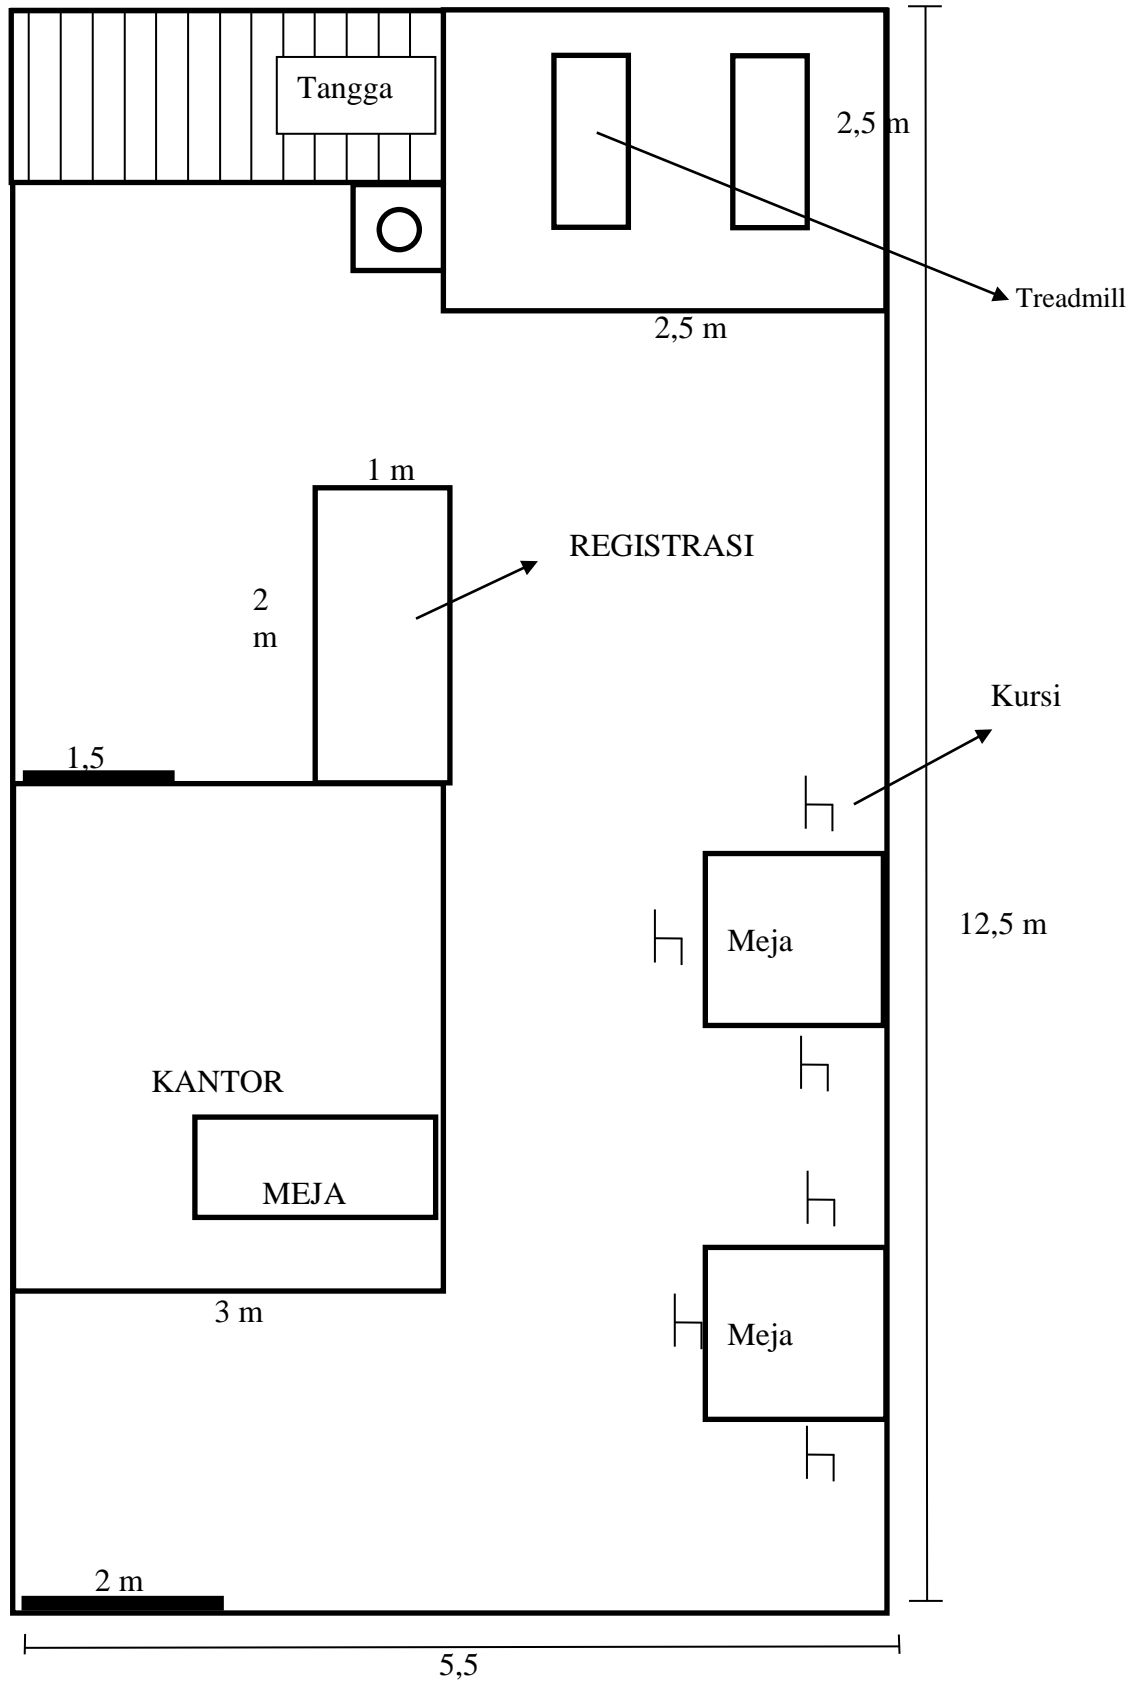 Tangga
2,5 m
Treadmill
2,5 m
1 m
REGISTRASI
2
m
Kursi
1,5
Meja
12,5 m
KANTOR
MEJA
3 m
Meja
2 m
5,5